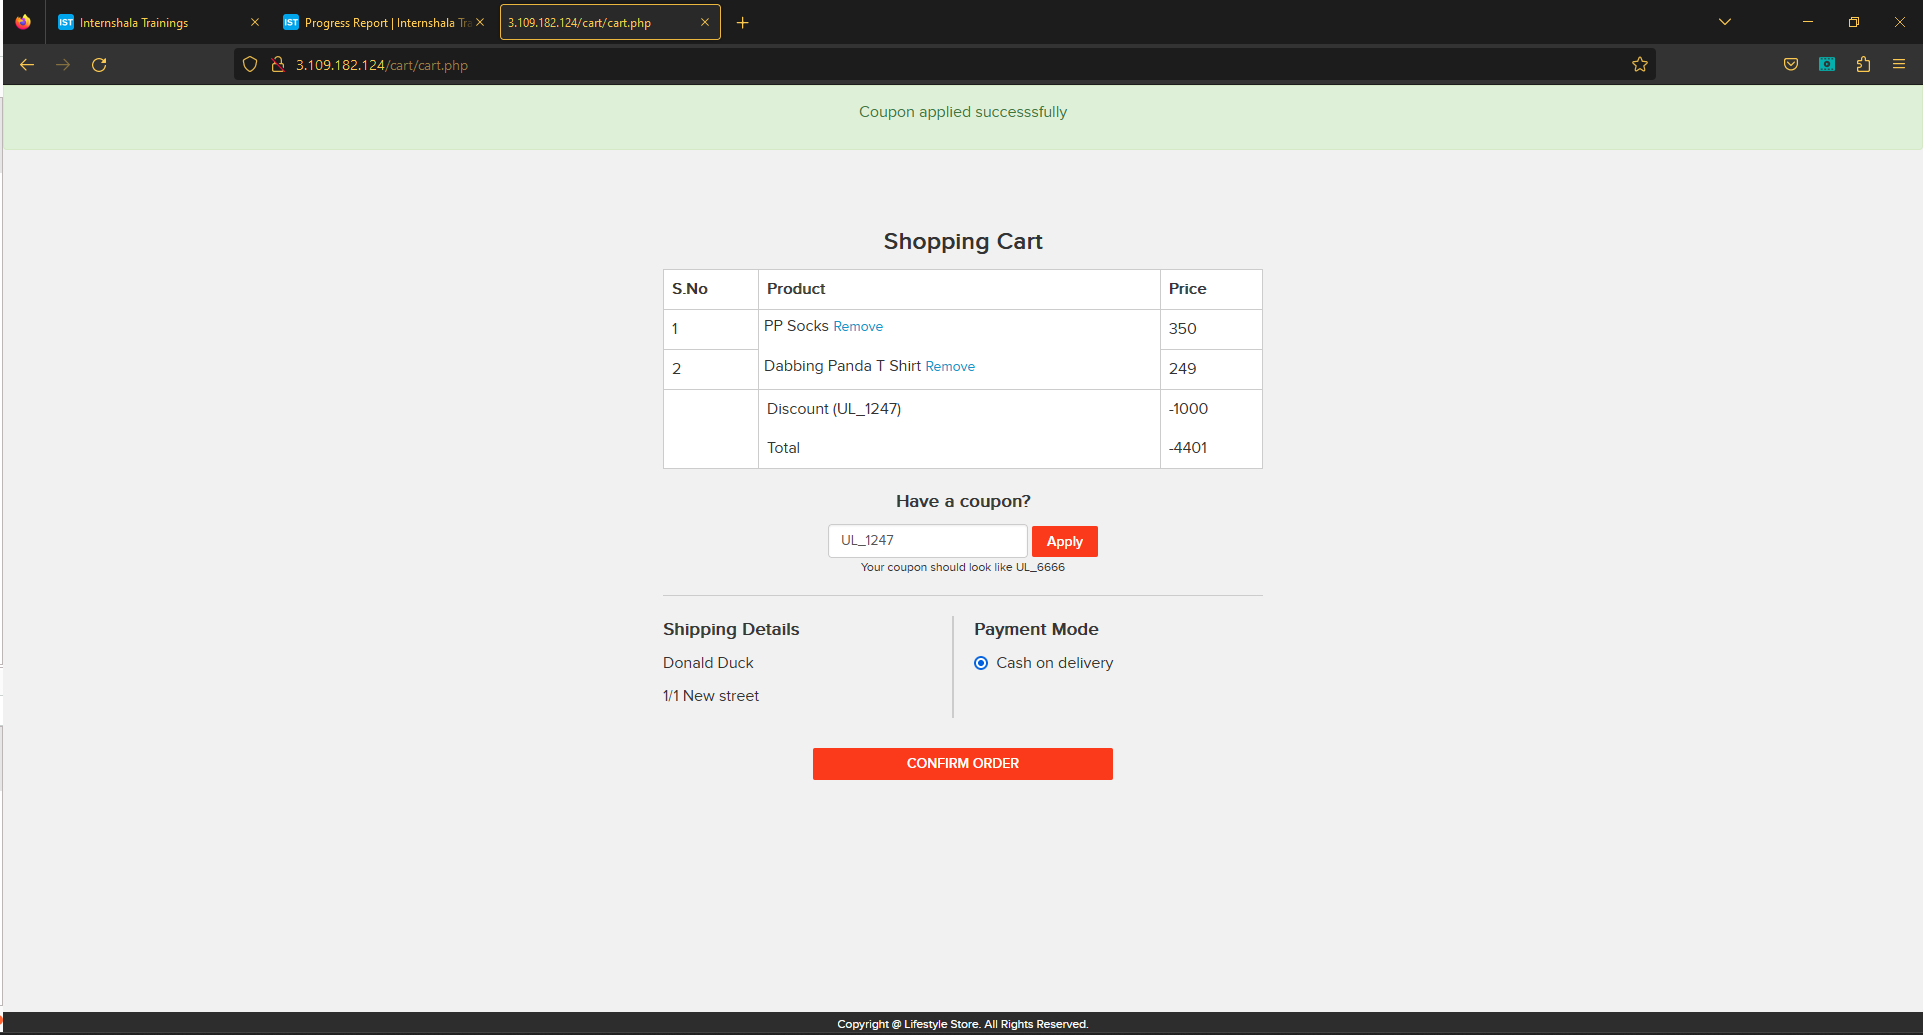 Internshala Trainings
Progress Report | Internshala Tra
3.109.182.124/cart/cart.php
3.109.182.124/cart/cart.php
Coupon applied successsfully
Shopping Cart
S.No Product Price
1 PP Socks Remove 350
2 Dabbing Panda T Shirt Remove 249
Discount (UL_1247) -1000
Total -4401
Have a coupon?
UL_1247 Apply
Your coupon should look like UL_6666
Shipping Details
Donald Duck
1/1 New street
Payment Mode
Cash on delivery
CONFIRM ORDER
Copyright @ Lifestyle Store. All Rights Reserved.